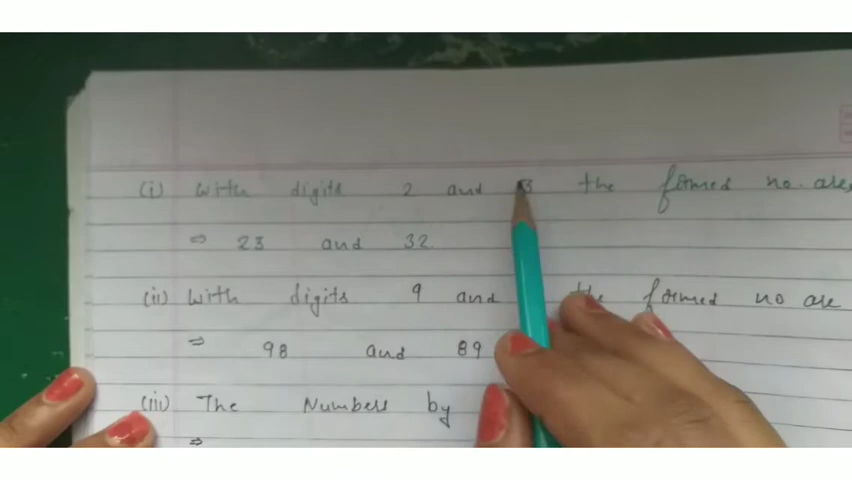 (i) With digits 2 and 3 the formed no. are,
⇒ 23 and 32
(ii) With digits 9 and the formed no are
⇒ 98 and 89
(iii) The Numbers by
⇒